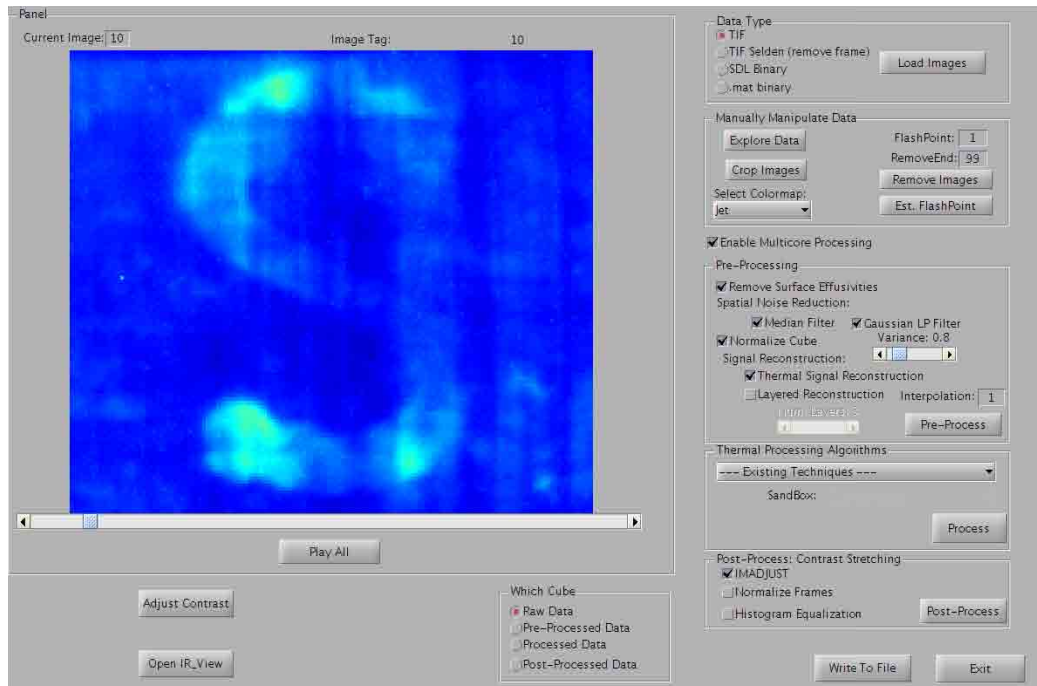 Panel
Current Image: 10 Image Tag: 10
Play All
Adjust Contrast
Open IR_View
Which Cube
Raw Data
Pre-Processed Data
Processed Data
Post-Processed Data
Data Type
TIF
TIF Selden (remove frame)
SDL Binary
.mat binary
Load Images
Manually Manipulate Data
Explore Data
FlashPoint: 1
Crop Images
RemoveEnd: 99
Remove Images
Select Colormap:
Jet
Est. FlashPoint
Enable Multicore Processing
Pre-Processing
Remove Surface Effusivities
Spatial Noise Reduction:
Median Filter Gaussian LP Filter
Normalize Cube Variance: 0.8
Signal Reconstruction:
Thermal Signal Reconstruction
Layered Reconstruction Interpolation: 1
Num. Layers: 3
Pre-Process
Thermal Processing Algorithms
--- Existing Techniques ---
SandBox:
Process
Post-Process: Contrast Stretching
IMADJUST
Normalize Frames
Histogram Equalization
Post-Process
Write To File
Exit